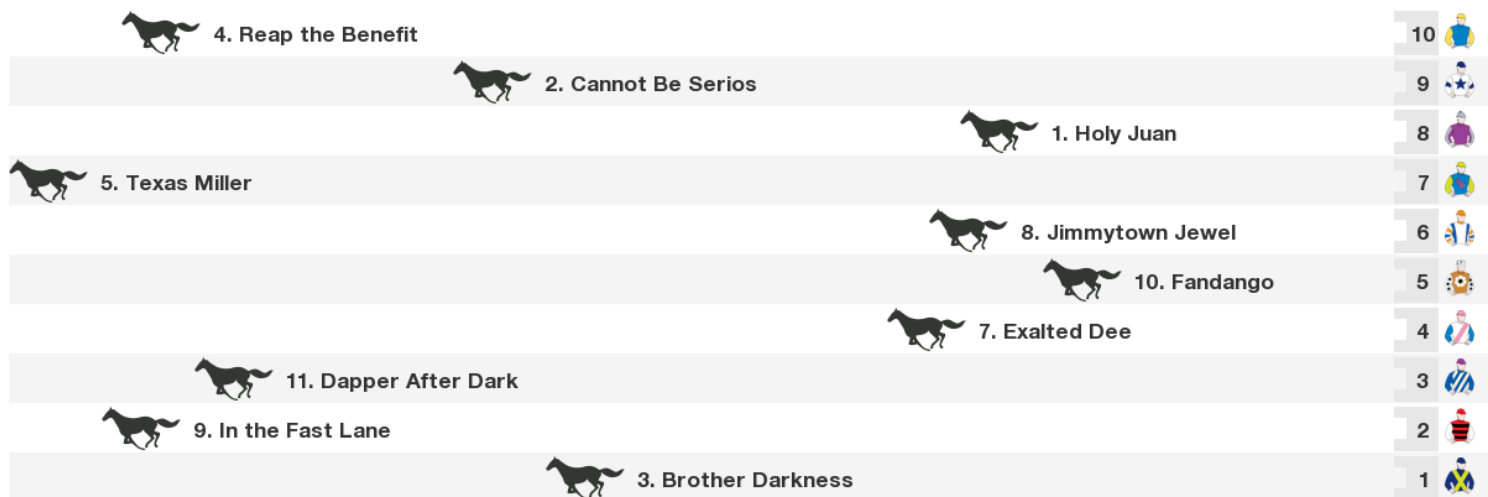 4. Reap the Benefit 10
2. Cannot Be Serios 9
1. Holy Juan 8
5. Texas Miller 7
8. Jimmytown Jewel 6
10. Fandango 5
7. Exalted Dee 4
11. Dapper After Dark 3
9. In the Fast Lane 2
3. Brother Darkness 1